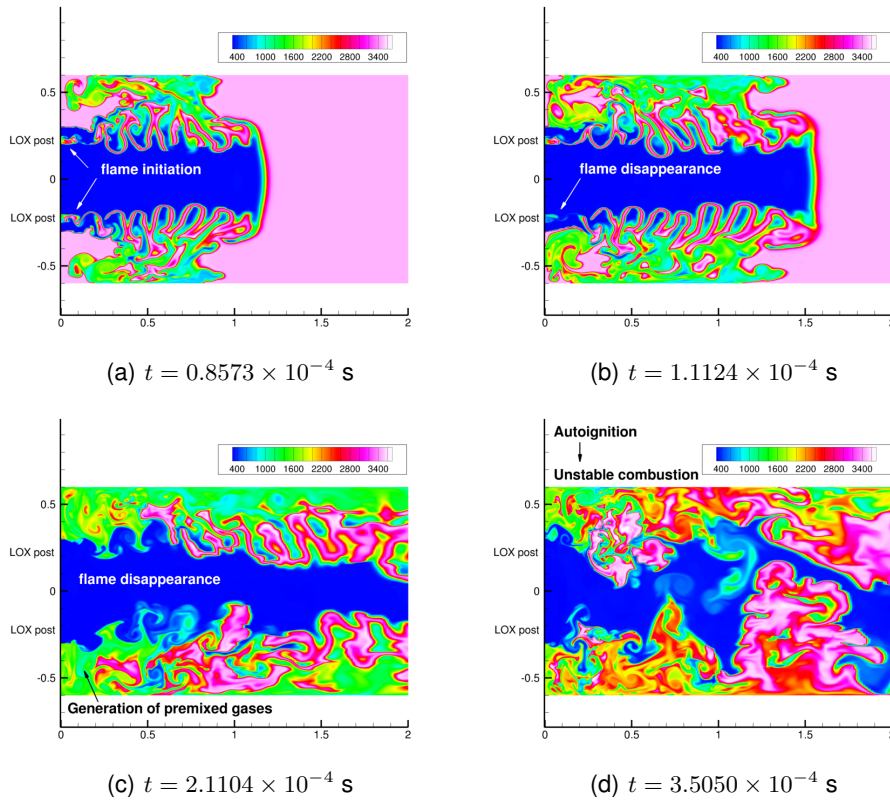 400 1000 1600 2200 2800 3400
0.5
LOX post
flame initiation
0
LOX post
-0.5
0 0.5 1 1.5 2
(a) t = 0.8573 × 10⁻⁴ s
400 1000 1600 2200 2800 3400
0.5
LOX post
flame disappearance
0
LOX post
-0.5
0 0.5 1 1.5 2
(b) t = 1.1124 × 10⁻⁴ s
400 1000 1600 2200 2800 3400
0.5
LOX post
flame disappearance
0
LOX post
-0.5
Generation of premixed gases
0 0.5 1 1.5 2
(c) t = 2.1104 × 10⁻⁴ s
Autoignition
400 1000 1600 2200 2800 3400
Unstable combustion
0.5
LOX post
0
LOX post
-0.5
0 0.5 1 1.5 2
(d) t = 3.5050 × 10⁻⁴ s